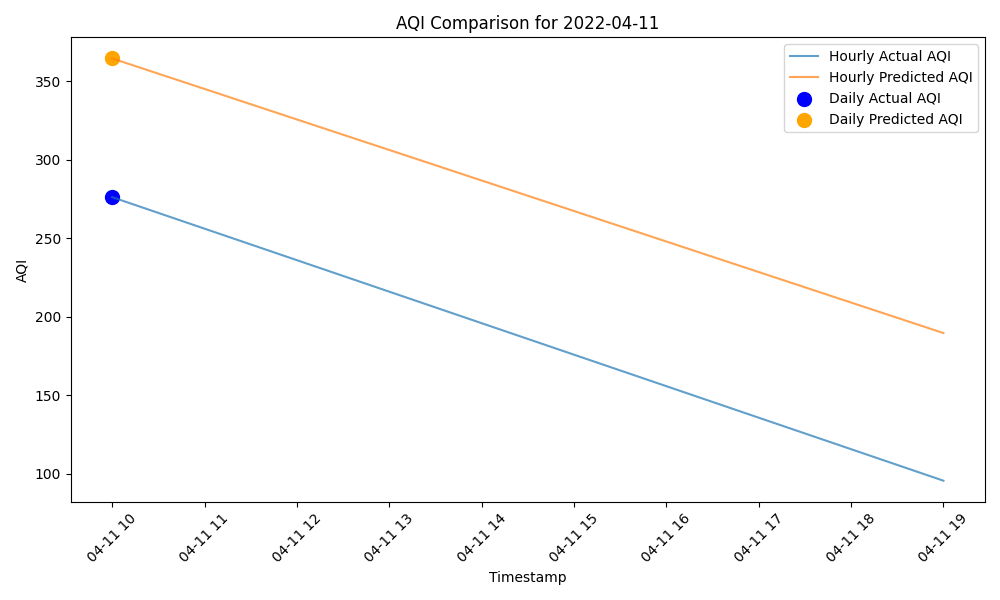 AQI Comparison for 2022-04-11
Hourly Actual AQI
Hourly Predicted AQI
Daily Actual AQI
Daily Predicted AQI
AQI
350
300
250
200
150
100
04-11 10
04-11 11
04-11 12
04-11 13
04-11 14
04-11 15
04-11 16
04-11 17
04-11 18
04-11 19
Timestamp